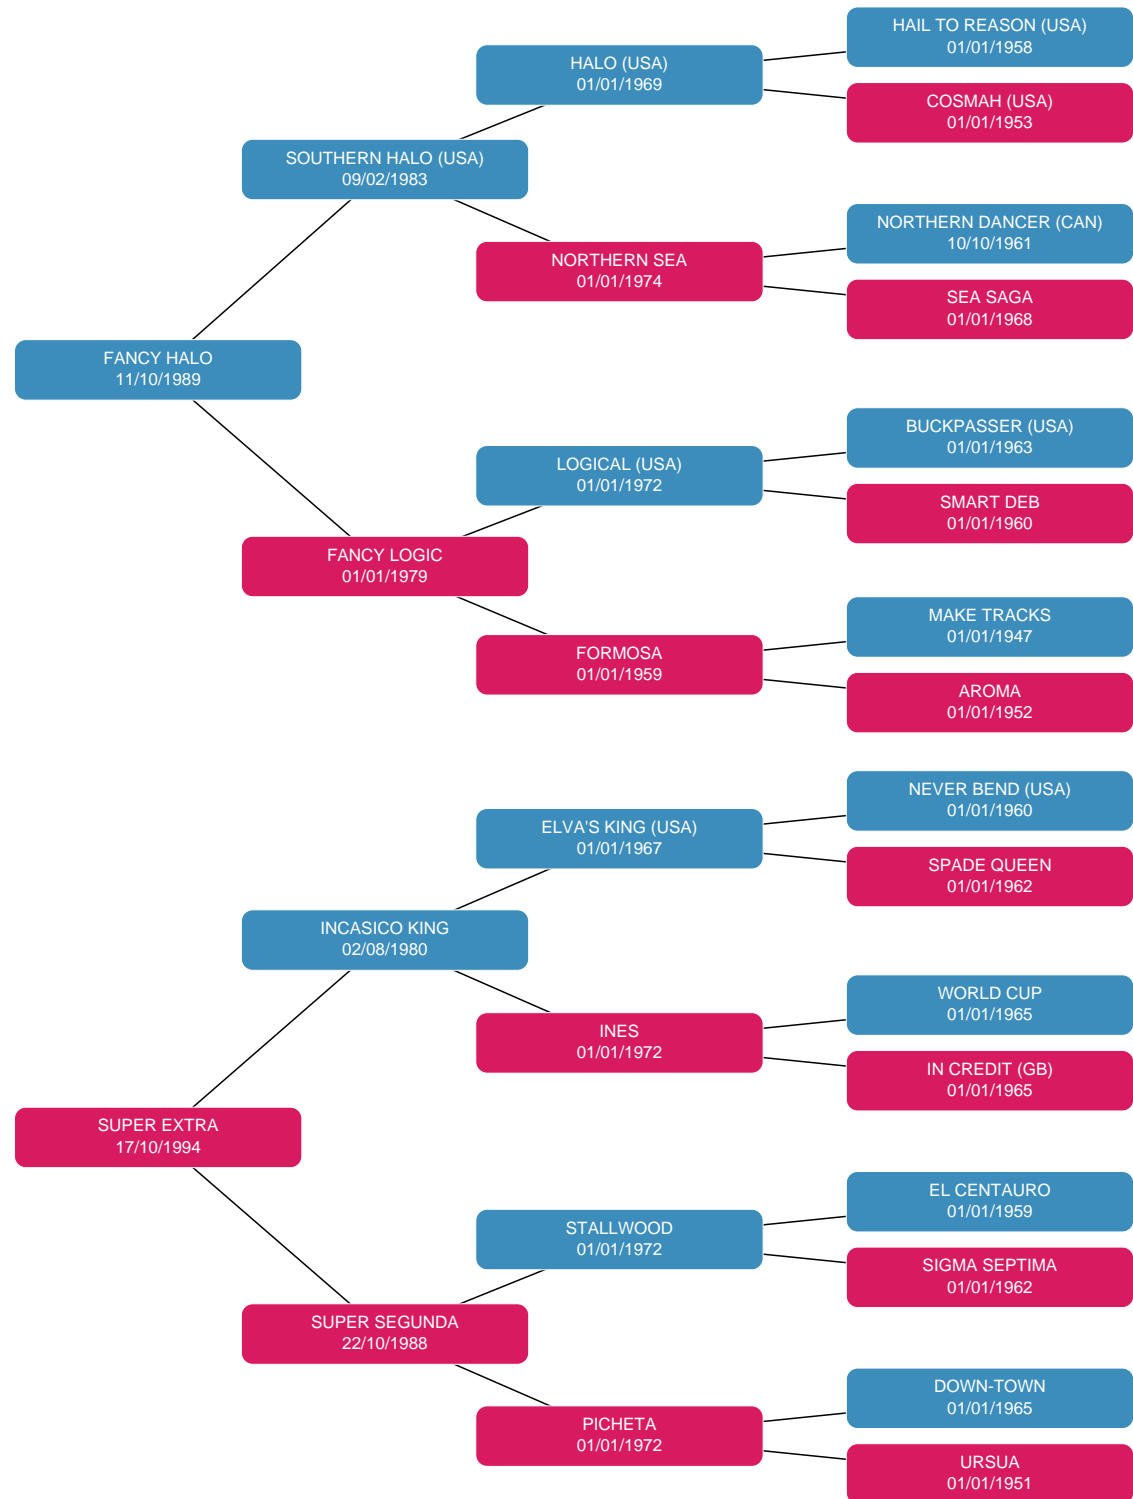 HAIL TO REASON (USA)
01/01/1958
HALO (USA)
01/01/1969
COSMAH (USA)
01/01/1953
SOUTHERN HALO (USA)
09/02/1983
NORTHERN DANCER (CAN)
10/10/1961
NORTHERN SEA
01/01/1974
SEA SAGA
01/01/1968
FANCY HALO
11/10/1989
BUCKPASSER (USA)
01/01/1963
LOGICAL (USA)
01/01/1972
SMART DEB
01/01/1960
FANCY LOGIC
01/01/1979
MAKE TRACKS
01/01/1947
FORMOSA
01/01/1959
AROMA
01/01/1952
NEVER BEND (USA)
01/01/1960
ELVA'S KING (USA)
01/01/1967
SPADE QUEEN
01/01/1962
INCASICO KING
02/08/1980
WORLD CUP
01/01/1965
INES
01/01/1972
IN CREDIT (GB)
01/01/1965
SUPER EXTRA
17/10/1994
EL CENTAURO
01/01/1959
STALLWOOD
01/01/1972
SIGMA SEPTIMA
01/01/1962
SUPER SEGUNDA
22/10/1988
DOWN-TOWN
01/01/1965
PICHETA
01/01/1972
URSUA
01/01/1951